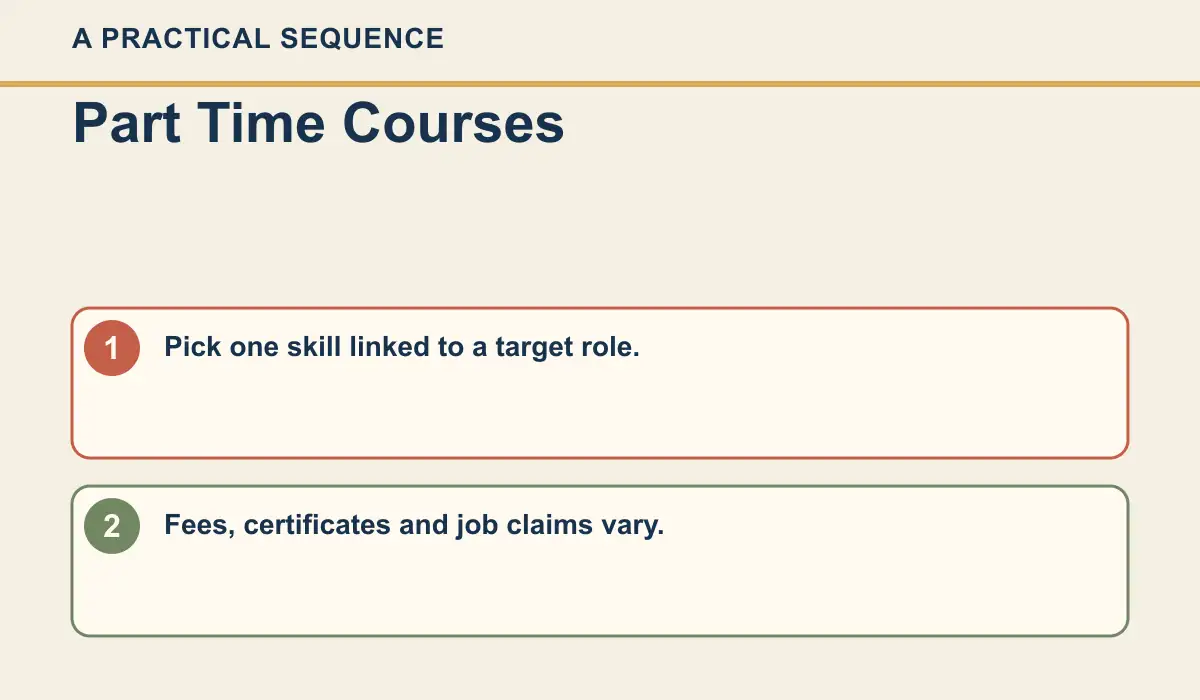 A PRACTICAL SEQUENCE
Part Time Courses
1 Pick one skill linked to a target role.
2 Fees, certificates and job claims vary.